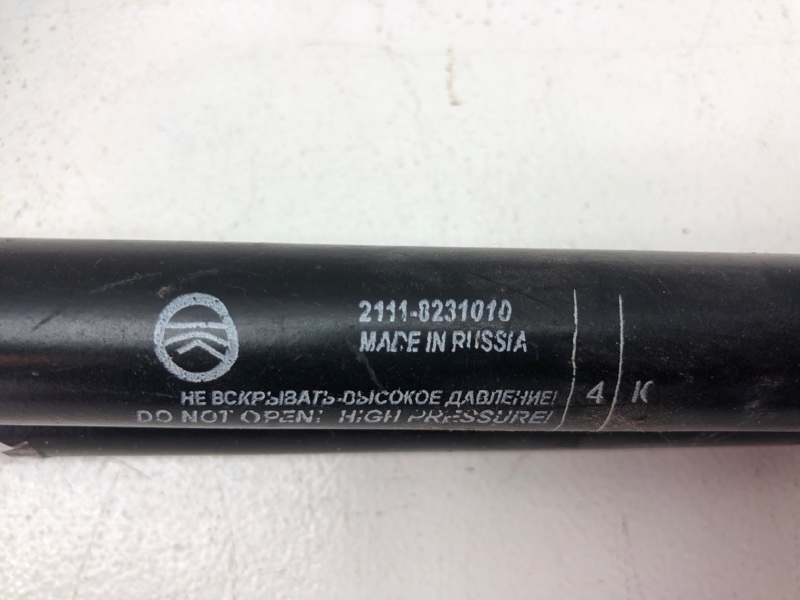 2111-8231010
MADE IN RUSSIA
НЕ ВСКРЫВАТЬ-ВЫСОКОЕ ДАВЛЕНИЕ! 4 К
DO NOT OPEN! HIGH PRESSURE!